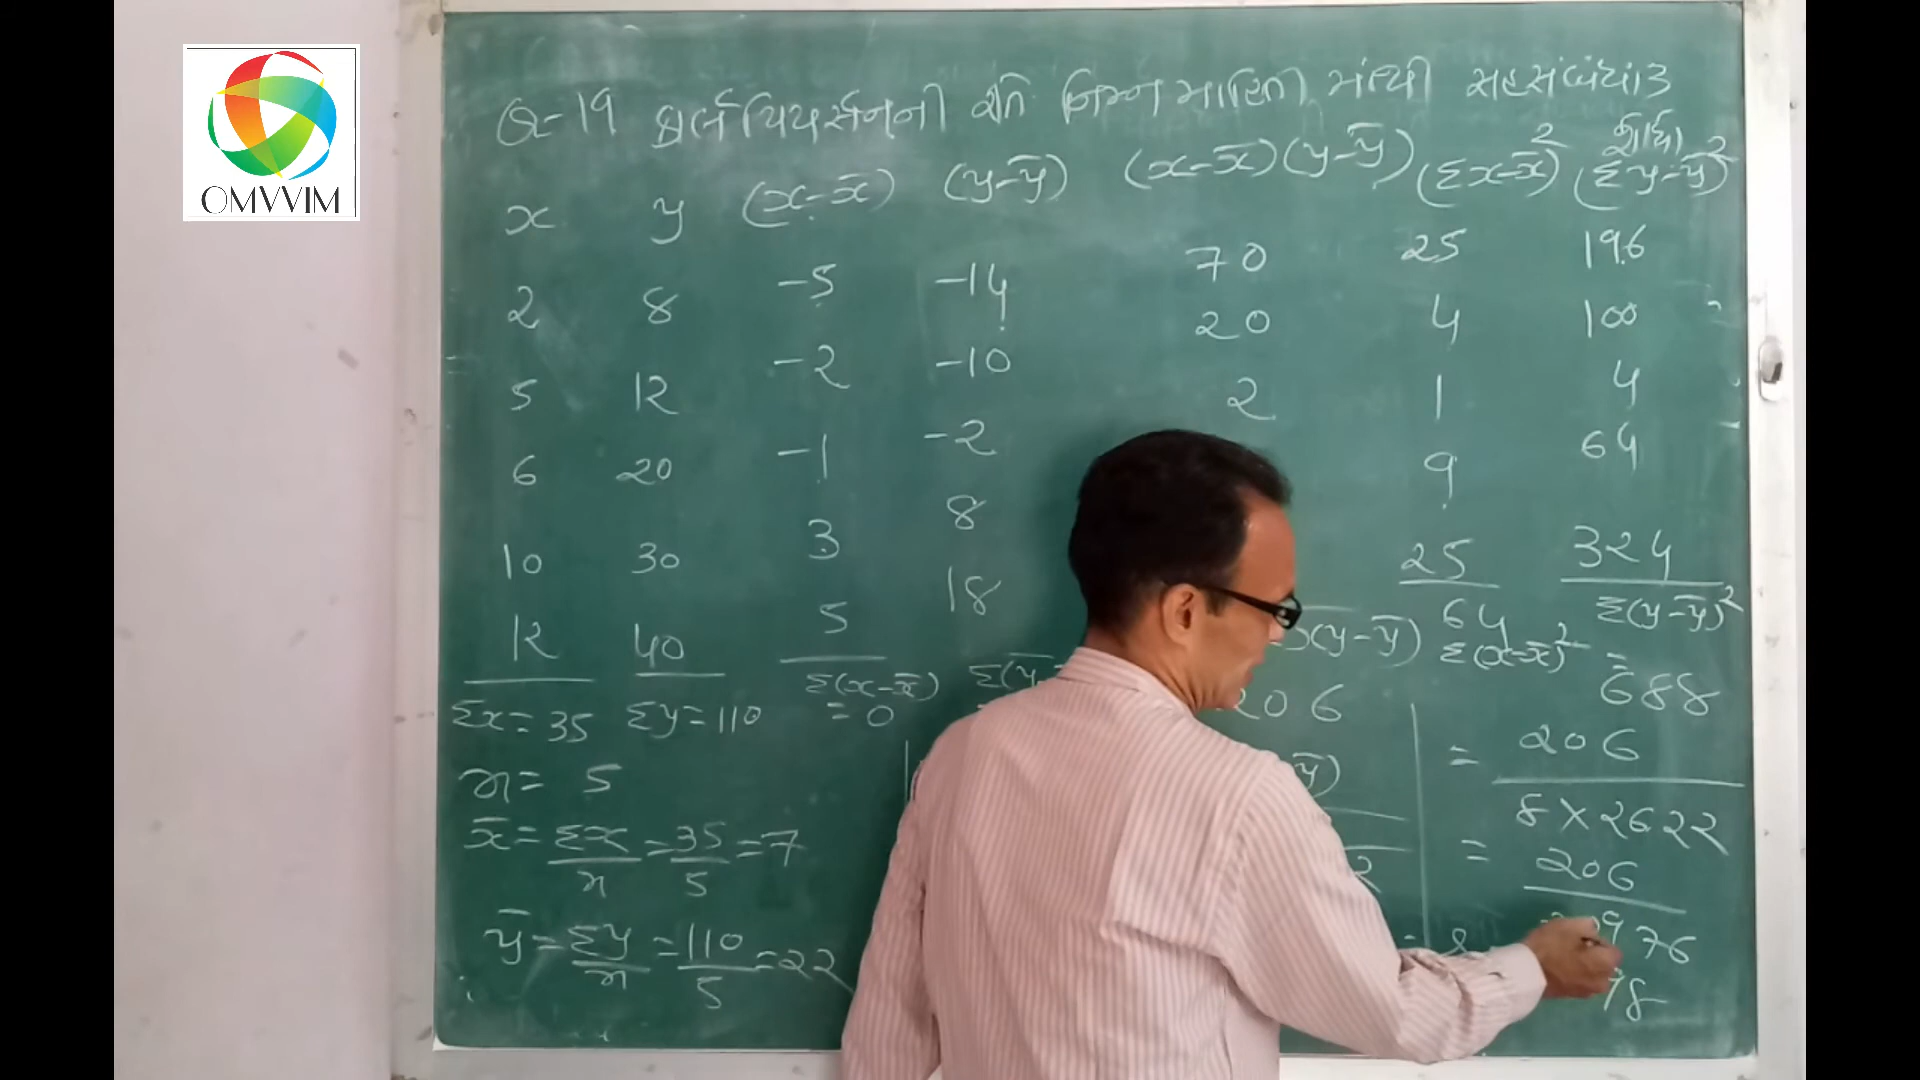 OMVVIM
Q-19 કાર્લ પિયર્સનની રીતે નિમ્ન માહિતી મંથી સહસંબંધાંક
શોધો
x y (x-x̄) (y-ȳ) (x-x̄)(y-ȳ) (Σx-x̄)² (Σy-ȳ)²
2 8 -5 -14 70 25 196
5 12 -2 -10 20 4 100
6 20 -1 -2 2 1 4
10 30 3 8 9 64
12 40 5 18 25 324
Σx=35 Σy=110 Σ(x-x̄) =0 )(y-ȳ) 206 64 Σ(x-x̄)² Σ(y-ȳ)² = 688
n= 5
x̄ = Σx/n = 35/5 = 7
ȳ = Σy/n = 110/5 = 22
= 206 / 8×2622
= 206 / 976
78